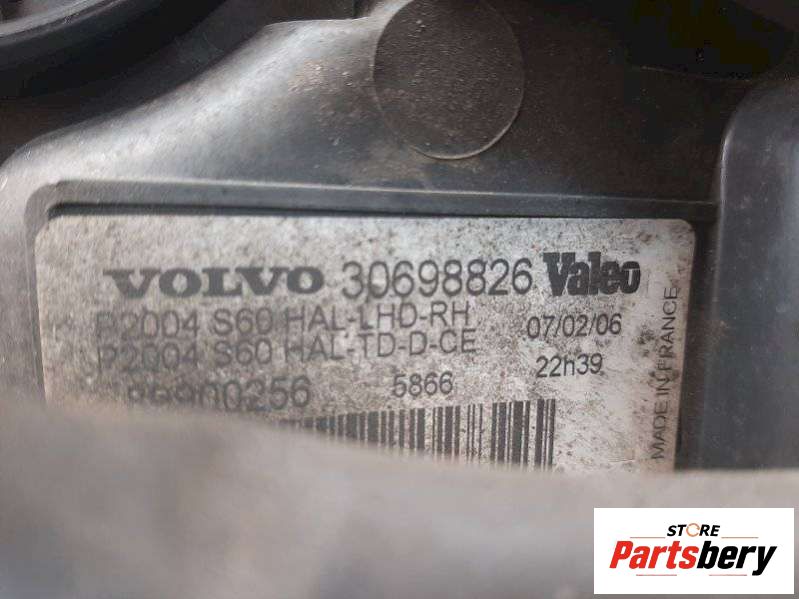 VOLVO 30698826 Valeo
P2004 S60 HAL-LHD-RH 07/02/06
P2004 S60 HAL-TD-D-CE 22h39
5866
MADE IN FRANCE
STORE
Partsbery